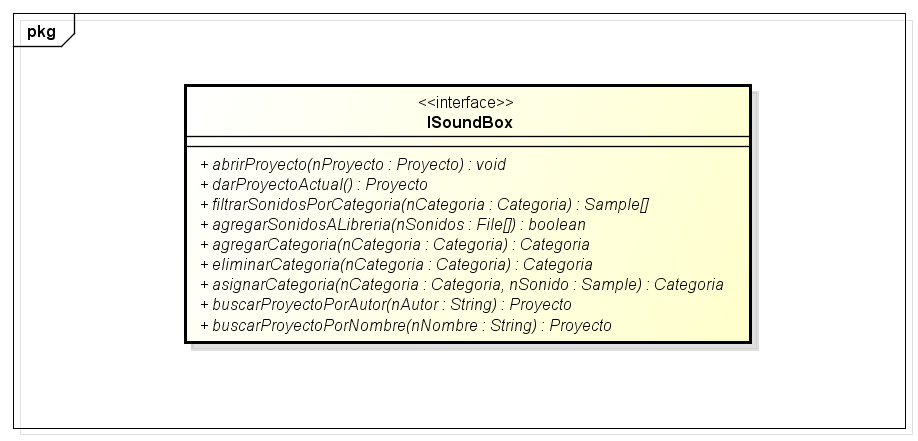 pkg
<<interface>>
ISoundBox
+ abrirProyecto(nProyecto : Proyecto) : void
+ darProyectoActual() : Proyecto
+ filtrarSonidosPorCategoria(nCategoria : Categoria) : Sample[]
+ agregarSonidosALibreria(nSonidos : File[]) : boolean
+ agregarCategoria(nCategoria : Categoria) : Categoria
+ eliminarCategoria(nCategoria : Categoria) : Categoria
+ asignarCategoria(nCategoria : Categoria, nSonido : Sample) : Categoria
+ buscarProyectoPorAutor(nAutor : String) : Proyecto
+ buscarProyectoPorNombre(nNombre : String) : Proyecto